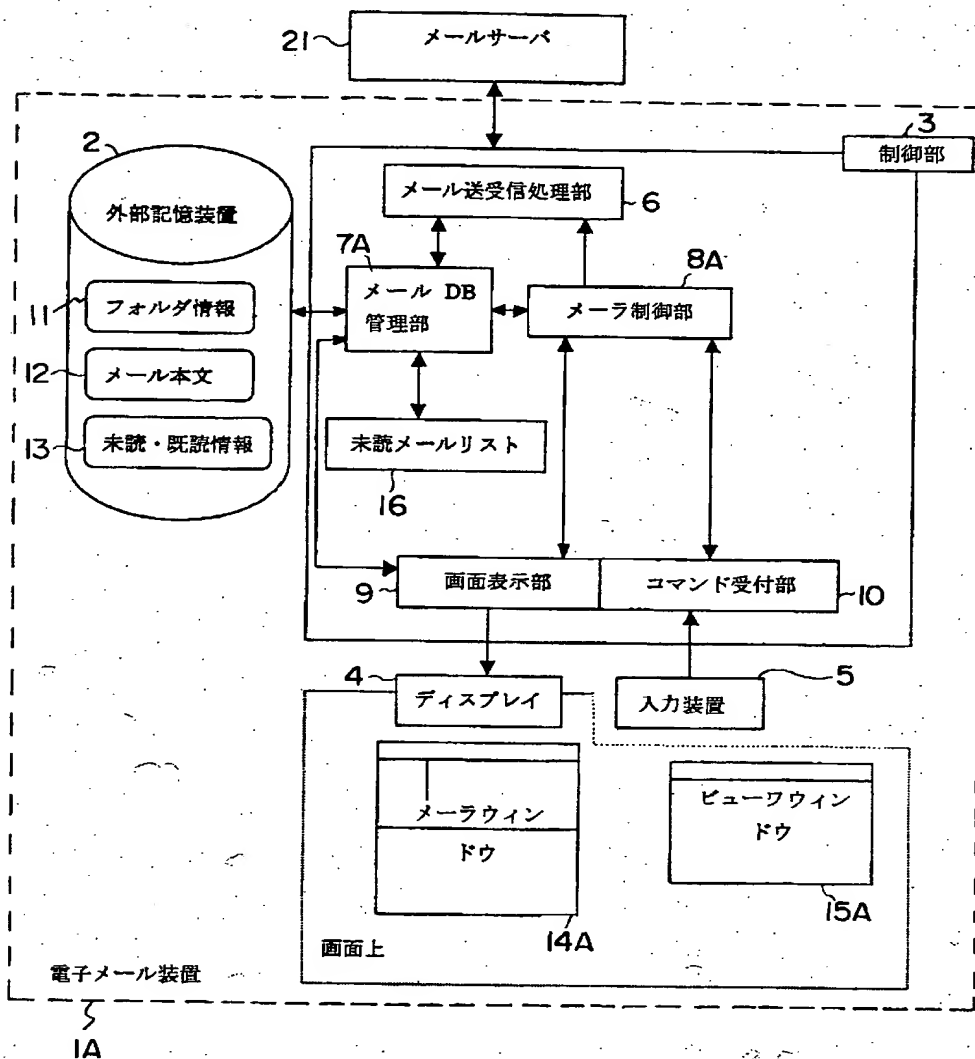 21
メールサーバ
3
制御部
2
外部記憶装置
11
フォルダ情報
12
メール本文
13
未読・既読情報
メール送受信処理部
6
7A
メール DB
管理部
8A
メーラ制御部
未読メールリスト
16
画面表示部
9
コマンド受付部
10
4
ディスプレイ
5
入力装置
メーラウィン
ドウ
14A
ビューワウィン
ドウ
15A
画面上
電子メール装置
1A